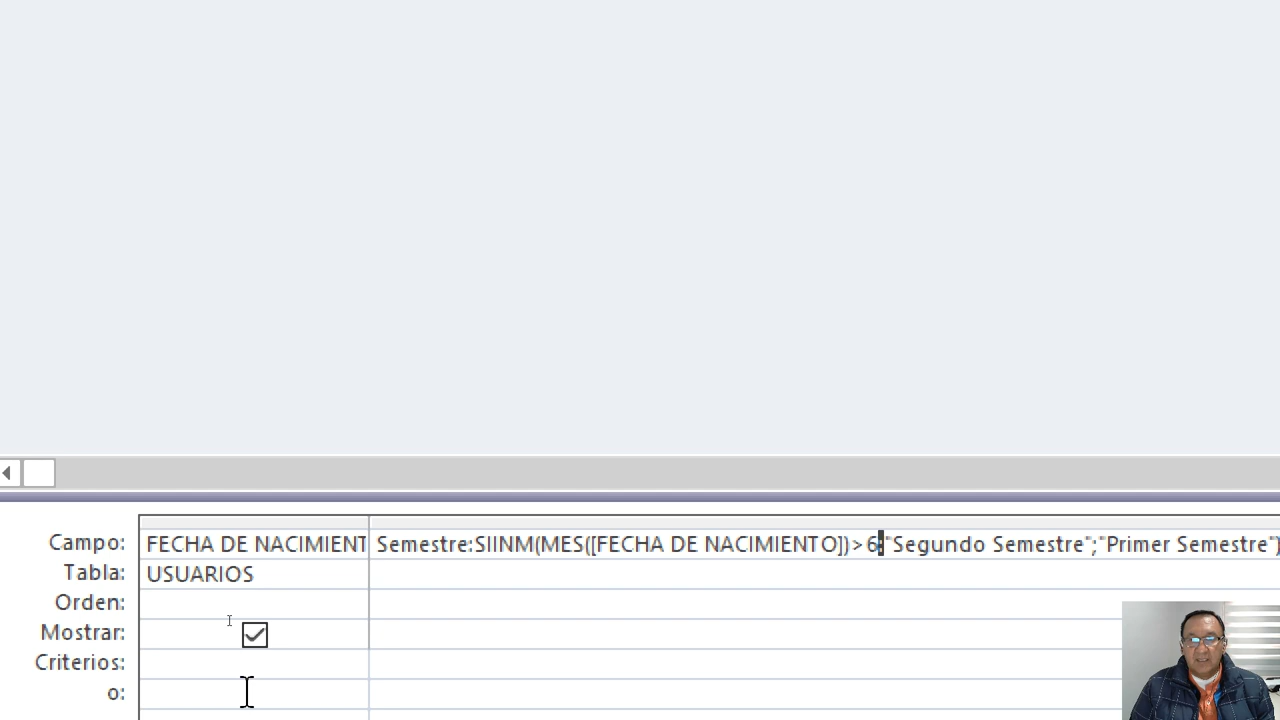 Campo: FECHA DE NACIMIENT Semestre:SIINM(MES([FECHA DE NACIMIENTO])>6;"Segundo Semestre";"Primer Semestre")
Tabla: USUARIOS
Orden:
Mostrar:
Criterios:
o: